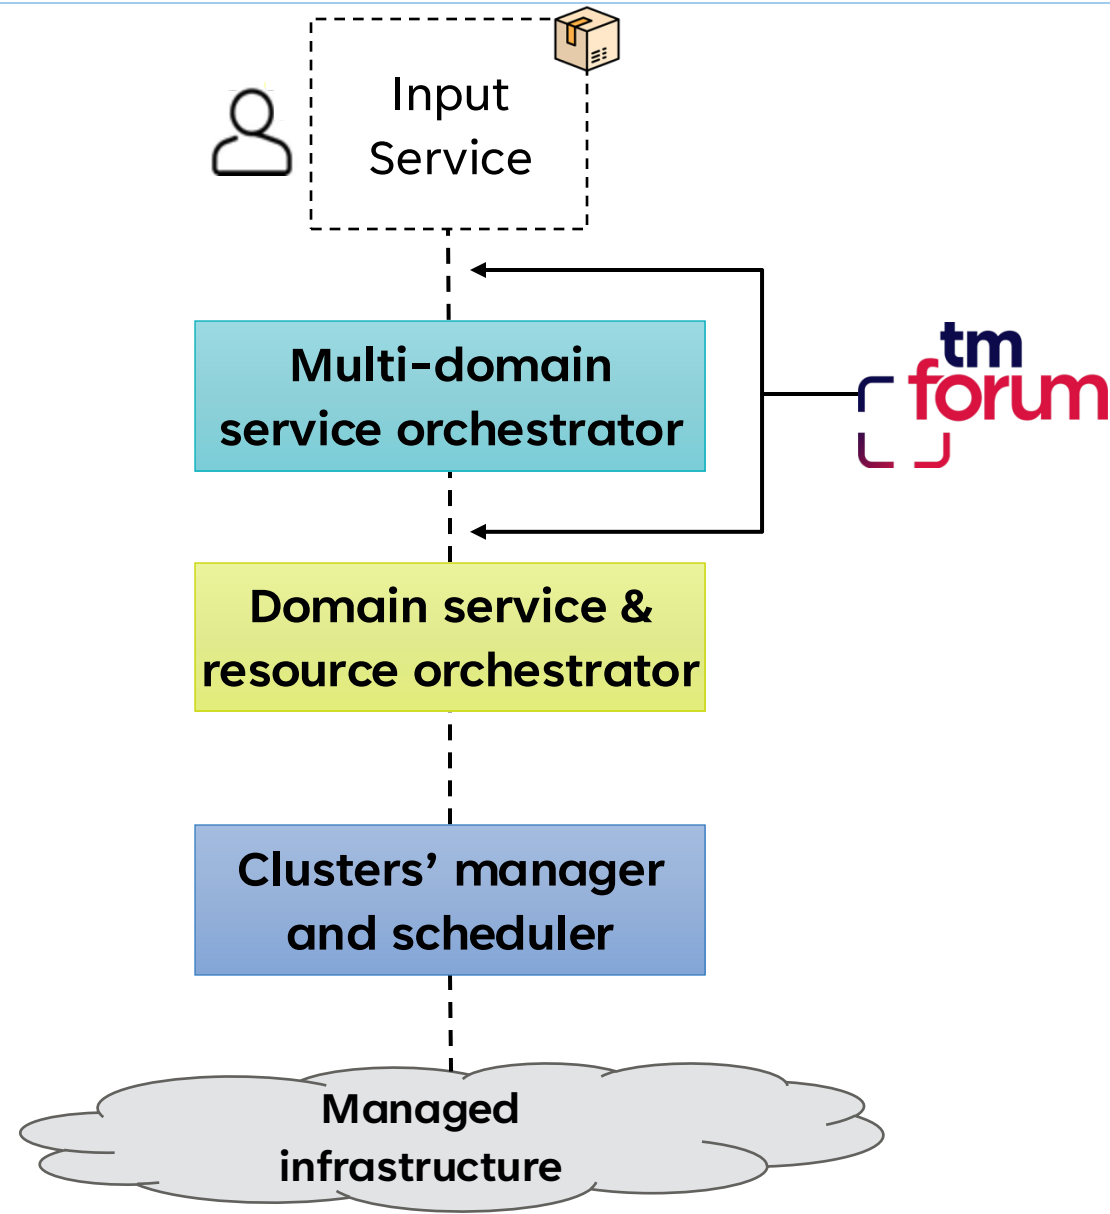 Input
Service
Multi-domain
service orchestrator
tm
forum
Domain service &
resource orchestrator
Clusters’ manager
and scheduler
Managed
infrastructure